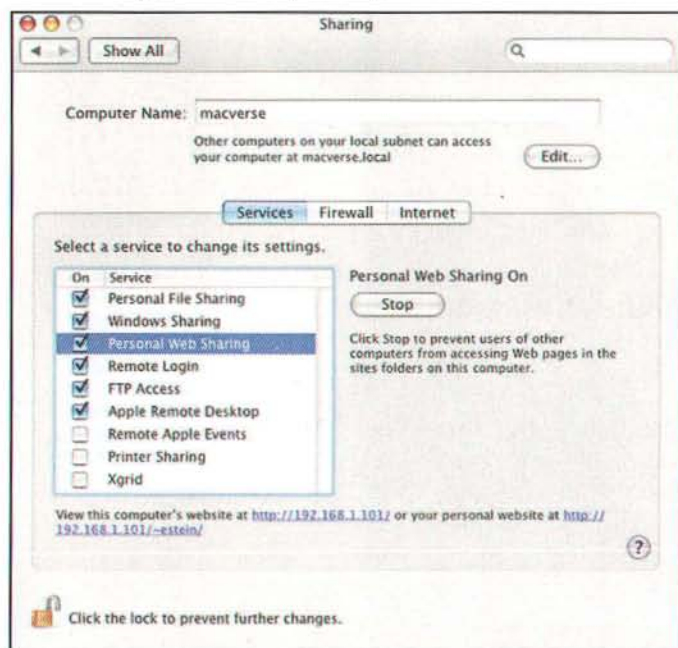 Sharing
Show All
Computer Name: macverse
Other computers on your local subnet can access
your computer at macverse.local
Edit...
Services Firewall Internet
Select a service to change its settings.
On Service
Personal File Sharing
Windows Sharing
Personal Web Sharing
Remote Login
FTP Access
Apple Remote Desktop
Remote Apple Events
Printer Sharing
Xgrid
Personal Web Sharing On
Stop
Click Stop to prevent users of other
computers from accessing Web pages in the
sites folders on this computer.
View this computer's website at http://192.168.1.101/ or your personal website at http://
192.168.1.101/~estein/
?
Click the lock to prevent further changes.